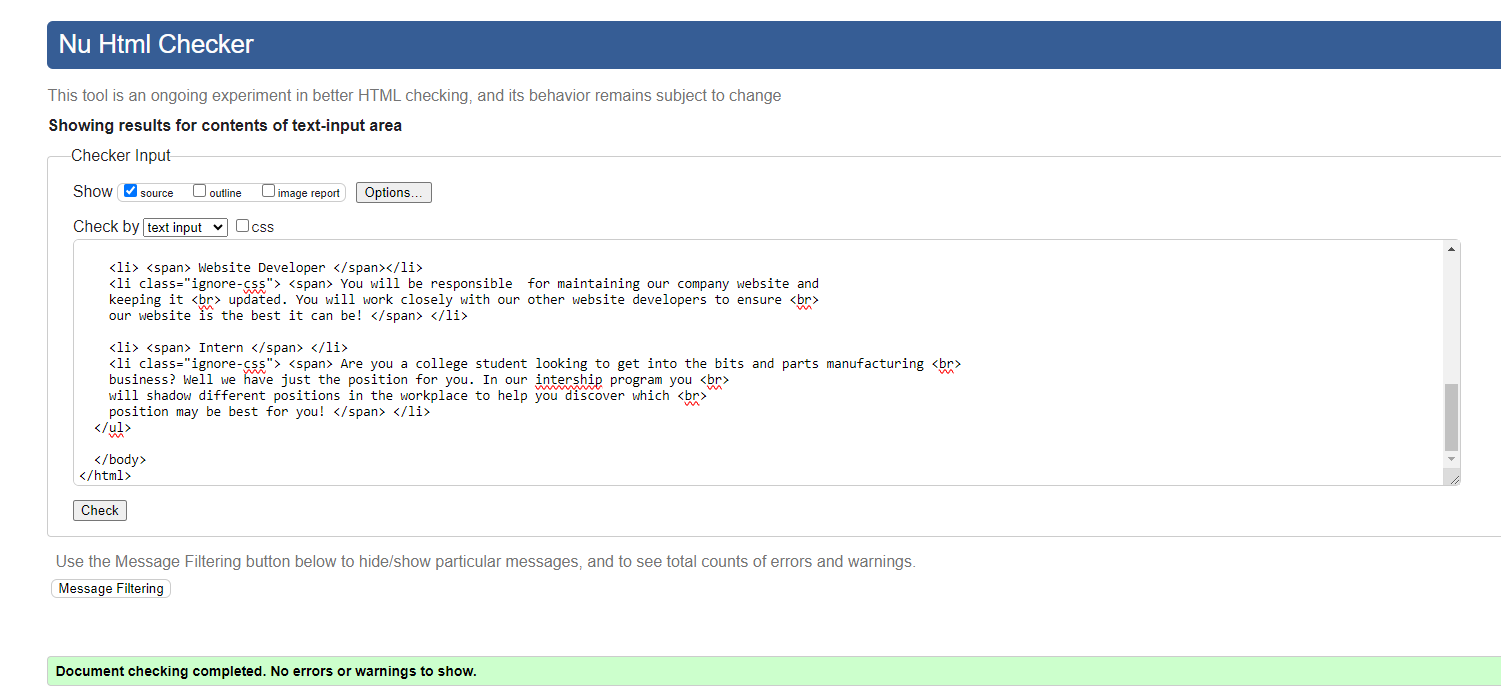 Nu Html Checker
This tool is an ongoing experiment in better HTML checking, and its behavior remains subject to change
Showing results for contents of text-input area
Checker Input
Show source outline image report Options...
Check by text input css
<li> <span> Website Developer </span></li>
<li class="ignore-css"> <span> You will be responsible  for maintaining our company website and
keeping it <br> updated. You will work closely with our other website developers to ensure <br>
our website is the best it can be! </span> </li>
<li> <span> Intern </span> </li>
<li class="ignore-css"> <span> Are you a college student looking to get into the bits and parts manufacturing <br>
business? Well we have just the position for you. In our intership program you <br>
will shadow different positions in the workplace to help you discover which <br>
position may be best for you! </span> </li>
</ul>
</body>
</html>
Check
Use the Message Filtering button below to hide/show particular messages, and to see total counts of errors and warnings.
Message Filtering
Document checking completed. No errors or warnings to show.